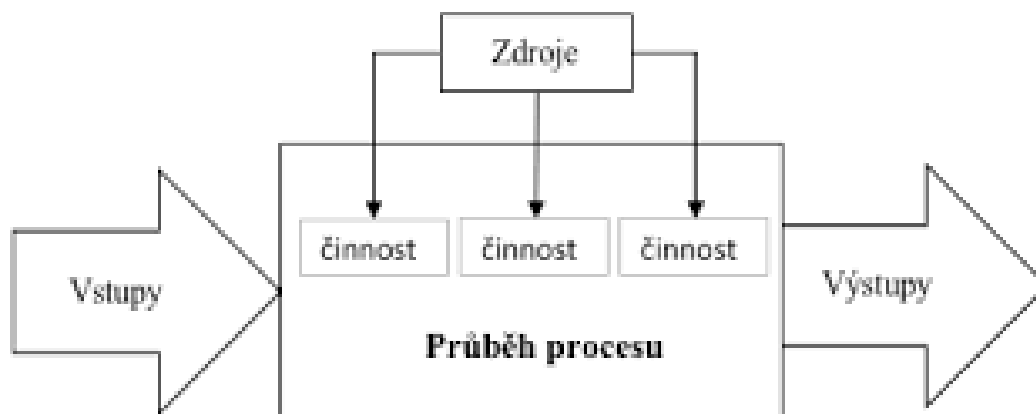 Zdroje
činnost
činnost
činnost
Vstupy
Výstupy
Průběh procesu